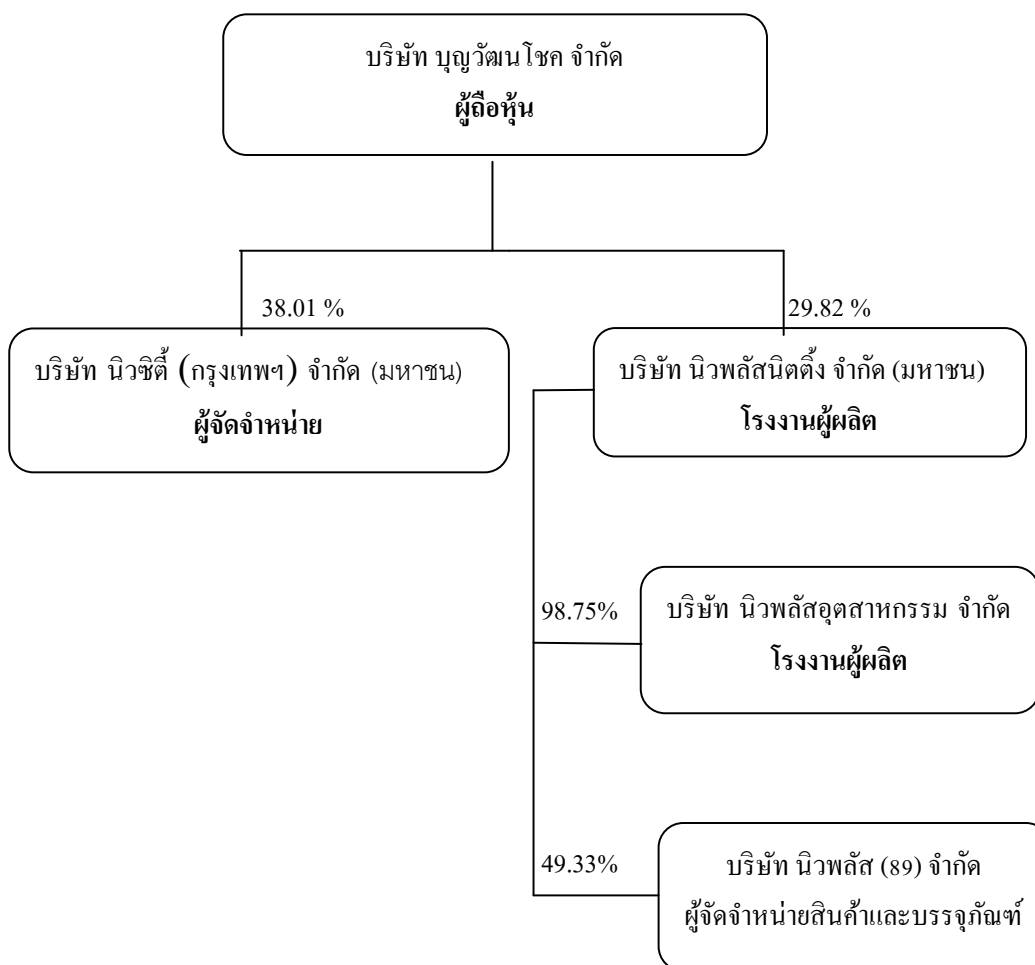 บริษัท บุญวัฒนโชค จำกัด
ผู้ถือหุ้น
38.01 %
29.82 %
บริษัท นิวซิตี้ (กรุงเทพฯ) จำกัด (มหาชน)
ผู้จัดจำหน่าย
บริษัท นิวพลัสนิตติ้ง จำกัด (มหาชน)
โรงงานผู้ผลิต
98.75%
บริษัท นิวพลัสอุตสาหกรรม จำกัด
โรงงานผู้ผลิต
49.33%
บริษัท นิวพลัส (89) จำกัด
ผู้จัดจำหน่ายสินค้าและบรรจุภัณฑ์